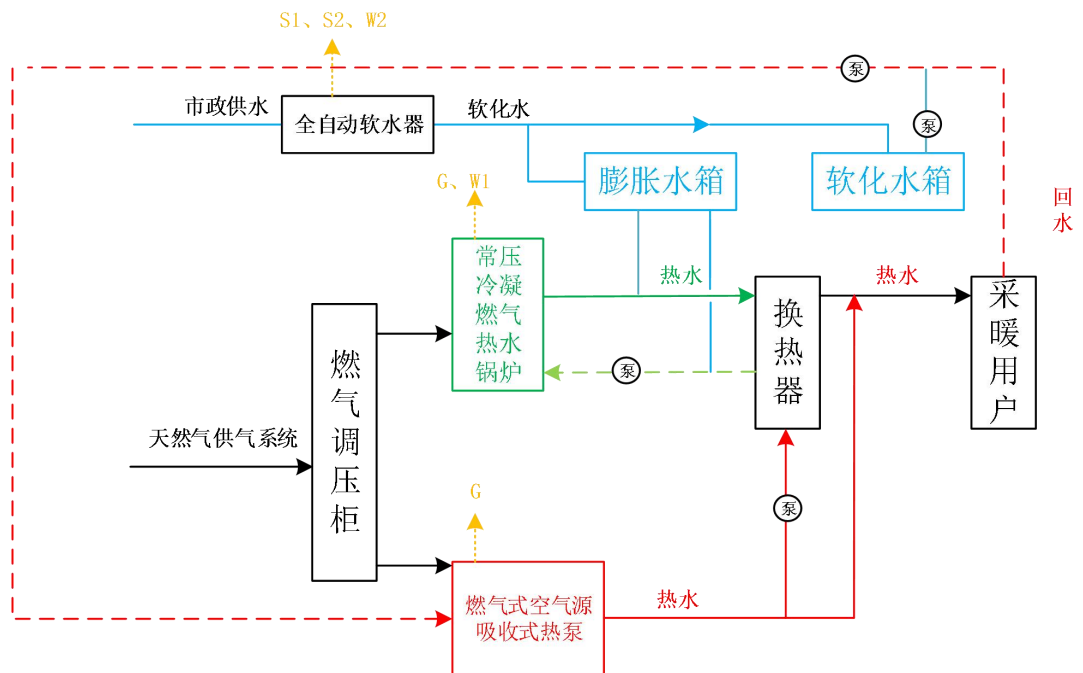 S1、S2、W2
泵
市政供水
全自动软水器
软化水
泵
膨胀水箱
软化水箱
G、W1
回
水
常压
冷凝
燃气
热水
锅炉
热水
换
热
器
热水
采
暖
用
户
泵
燃
气
调
压
柜
天然气供气系统
G
泵
燃气式空气源
吸收式热泵
热水